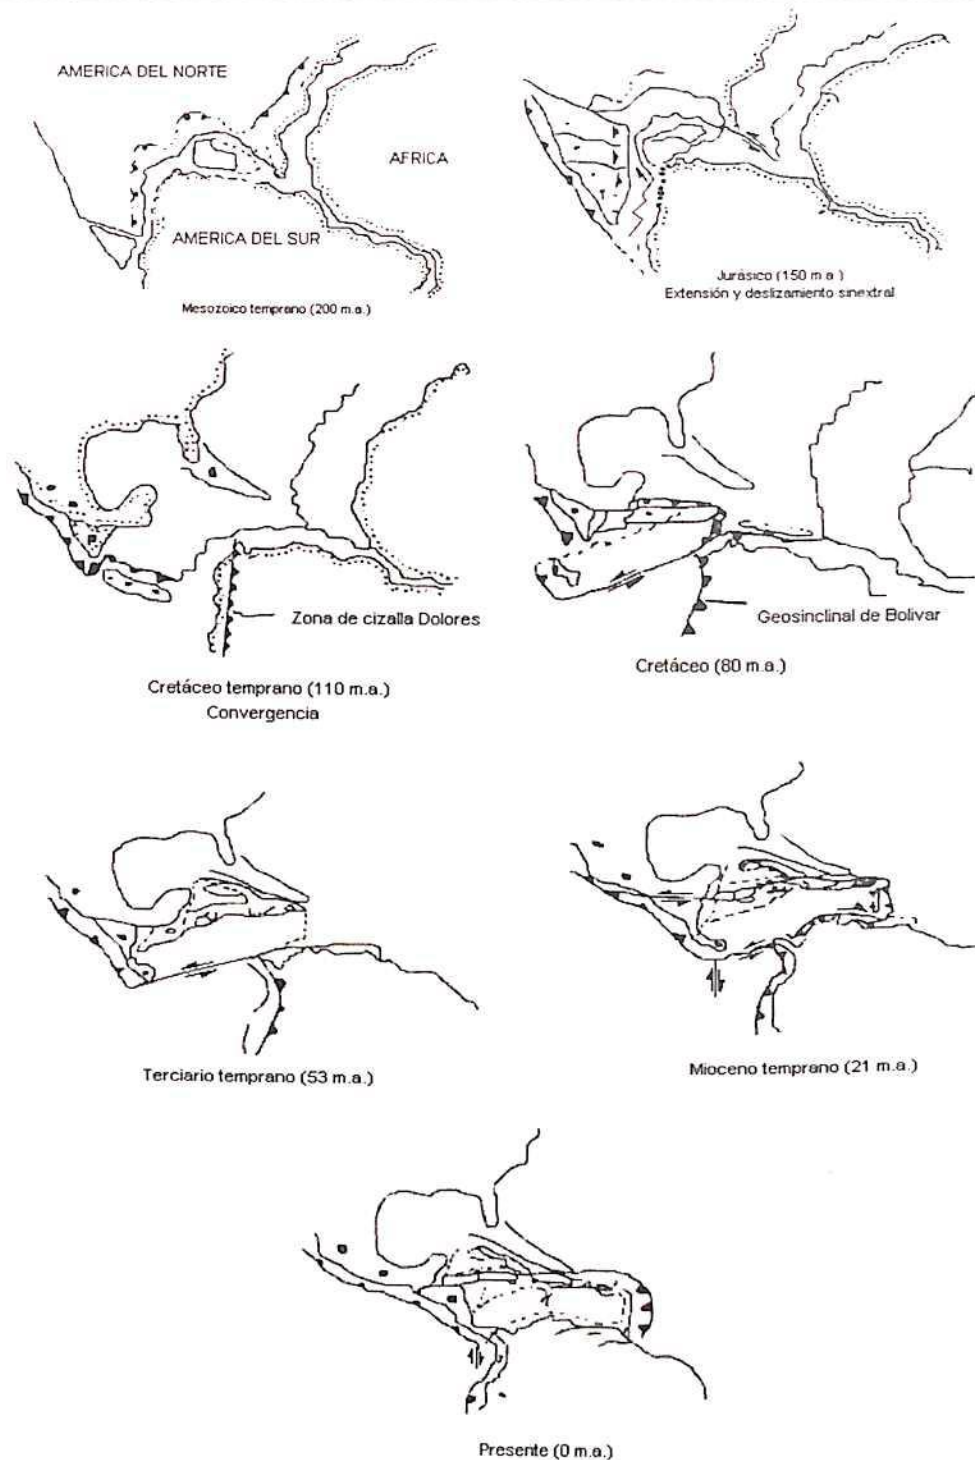 AMERICA DEL NORTE
AFRICA
AMERICA DEL SUR
Mesozoico temprano (200 m.a.)
Jurásico (150 m a )
Extensión y deslizamiento sinextral
Zona de cizalla Dolores
Cretáceo temprano (110 m.a.)
Convergencia
Geosinclinal de Bolivar
Cretáceo (80 m.a.)
Terciario temprano (53 m.a.)
Mioceno temprano (21 m.a.)
Presente (0 m.a.)